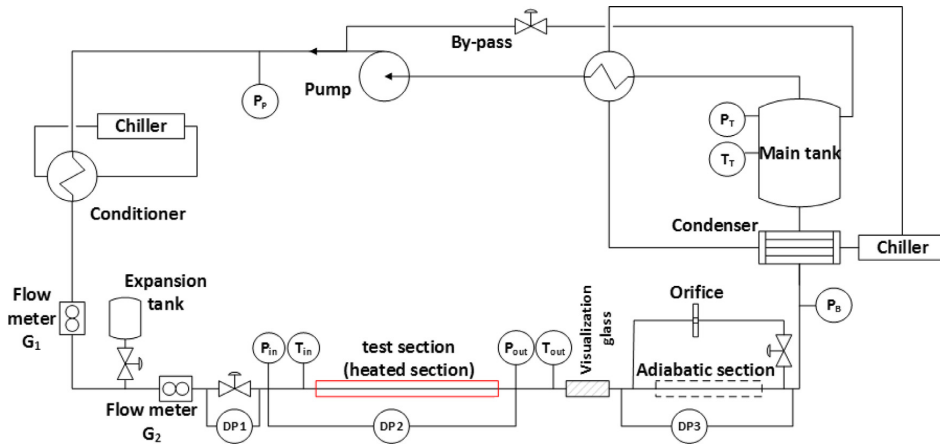 By-pass
Pump
P_P
Chiller
P_T
T_T
Main tank
Conditioner
Condenser
Chiller
Expansion
tank
Flow
meter
G_1
Orifice
P_B
Visualization
glass
P_in
T_in
test section
(heated section)
P_out
T_out
Adiabatic section
Flow meter
G_2
DP1
DP2
DP3